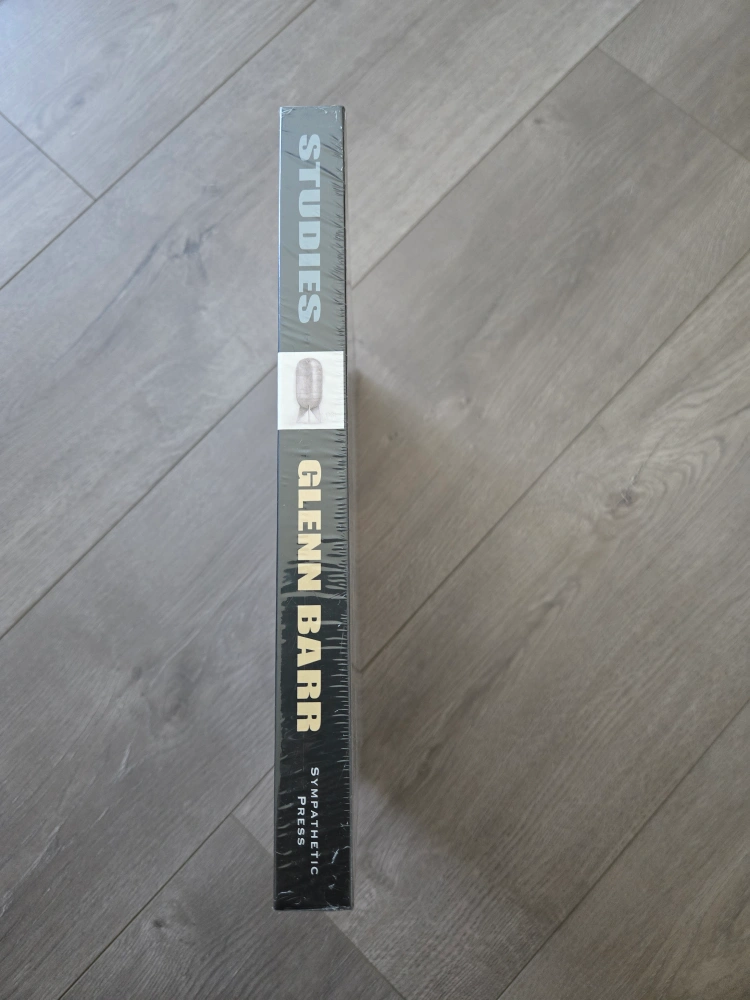 STUDIES
GLENN BARR
SYMPATHETIC
PRESS